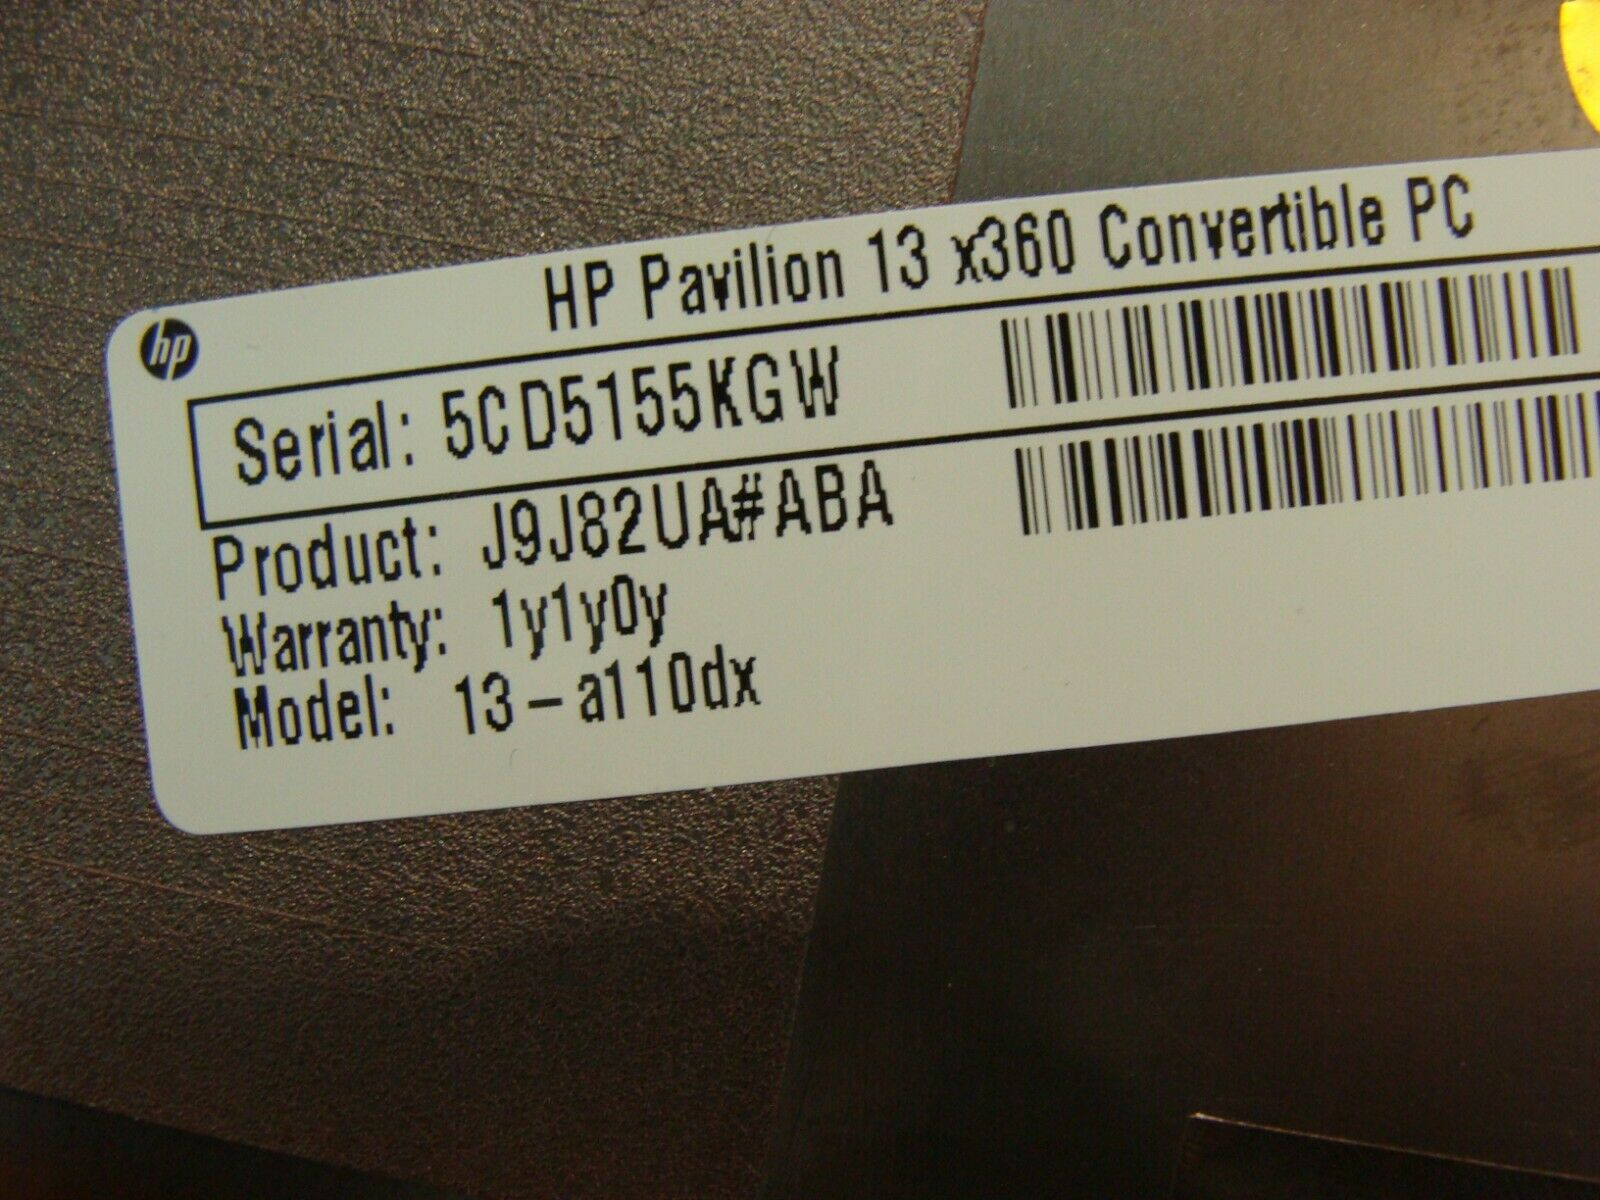 HP Pavilion 13 x360 Convertible PC
hp
Serial: 5CD5155KGW
Product: J9J82UA#ABA
Warranty: 1y1y0y
Model: 13-a110dx